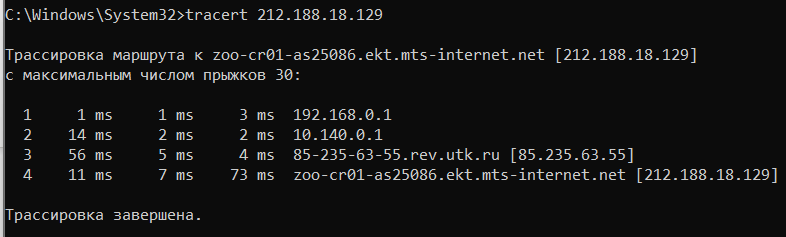 C:\Windows\System32>tracert 212.188.18.129
Трассировка маршрута к zoo-cr01-as25086.ekt.mts-internet.net [212.188.18.129]
с максимальным числом прыжков 30:
1 1 ms 1 ms 3 ms 192.168.0.1
2 14 ms 2 ms 2 ms 10.140.0.1
3 56 ms 5 ms 4 ms 85-235-63-55.rev.utk.ru [85.235.63.55]
4 11 ms 7 ms 73 ms zoo-cr01-as25086.ekt.mts-internet.net [212.188.18.129]
Трассировка завершена.